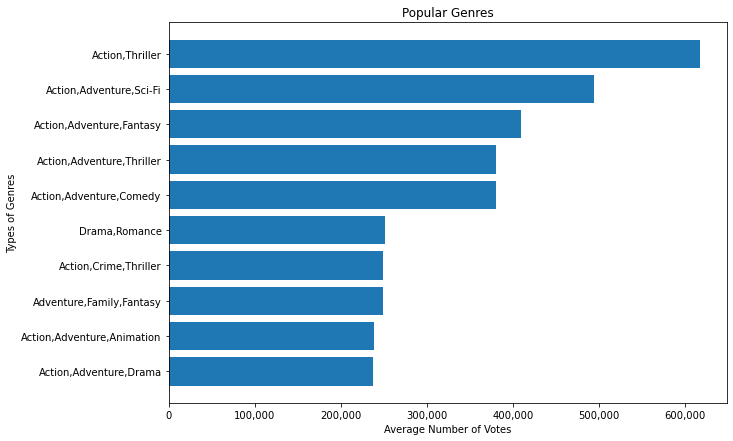 Popular Genres
Types of Genres
Action,Thriller
Action,Adventure,Sci-Fi
Action,Adventure,Fantasy
Action,Adventure,Thriller
Action,Adventure,Comedy
Drama,Romance
Action,Crime,Thriller
Adventure,Family,Fantasy
Action,Adventure,Animation
Action,Adventure,Drama
0 100,000 200,000 300,000 400,000 500,000 600,000
Average Number of Votes